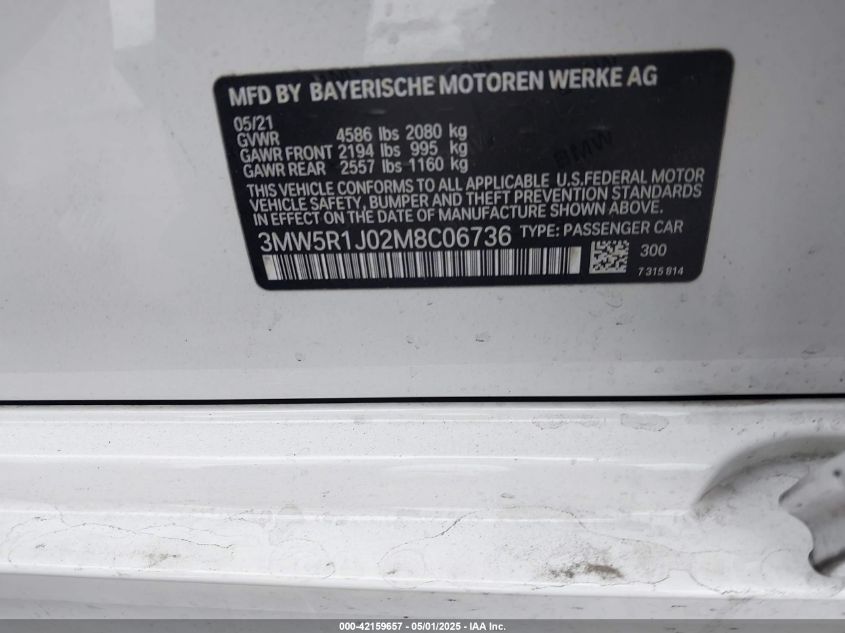 MFD BY BAYERISCHE MOTOREN WERKE AG
05/21
GVWR 4586 lbs 2080 kg
GAWR FRONT 2194 lbs 995 kg
GAWR REAR 2557 lbs 1160 kg
THIS VEHICLE CONFORMS TO ALL APPLICABLE U.S.FEDERAL MOTOR
VEHICLE SAFETY, BUMPER AND THEFT PREVENTION STANDARDS
IN EFFECT ON THE DATE OF MANUFACTURE SHOWN ABOVE.
3MW5R1J02M8C06736 TYPE: PASSENGER CAR
300
7 315 814
000-42159657 - 05/01/2025 - IAA Inc.